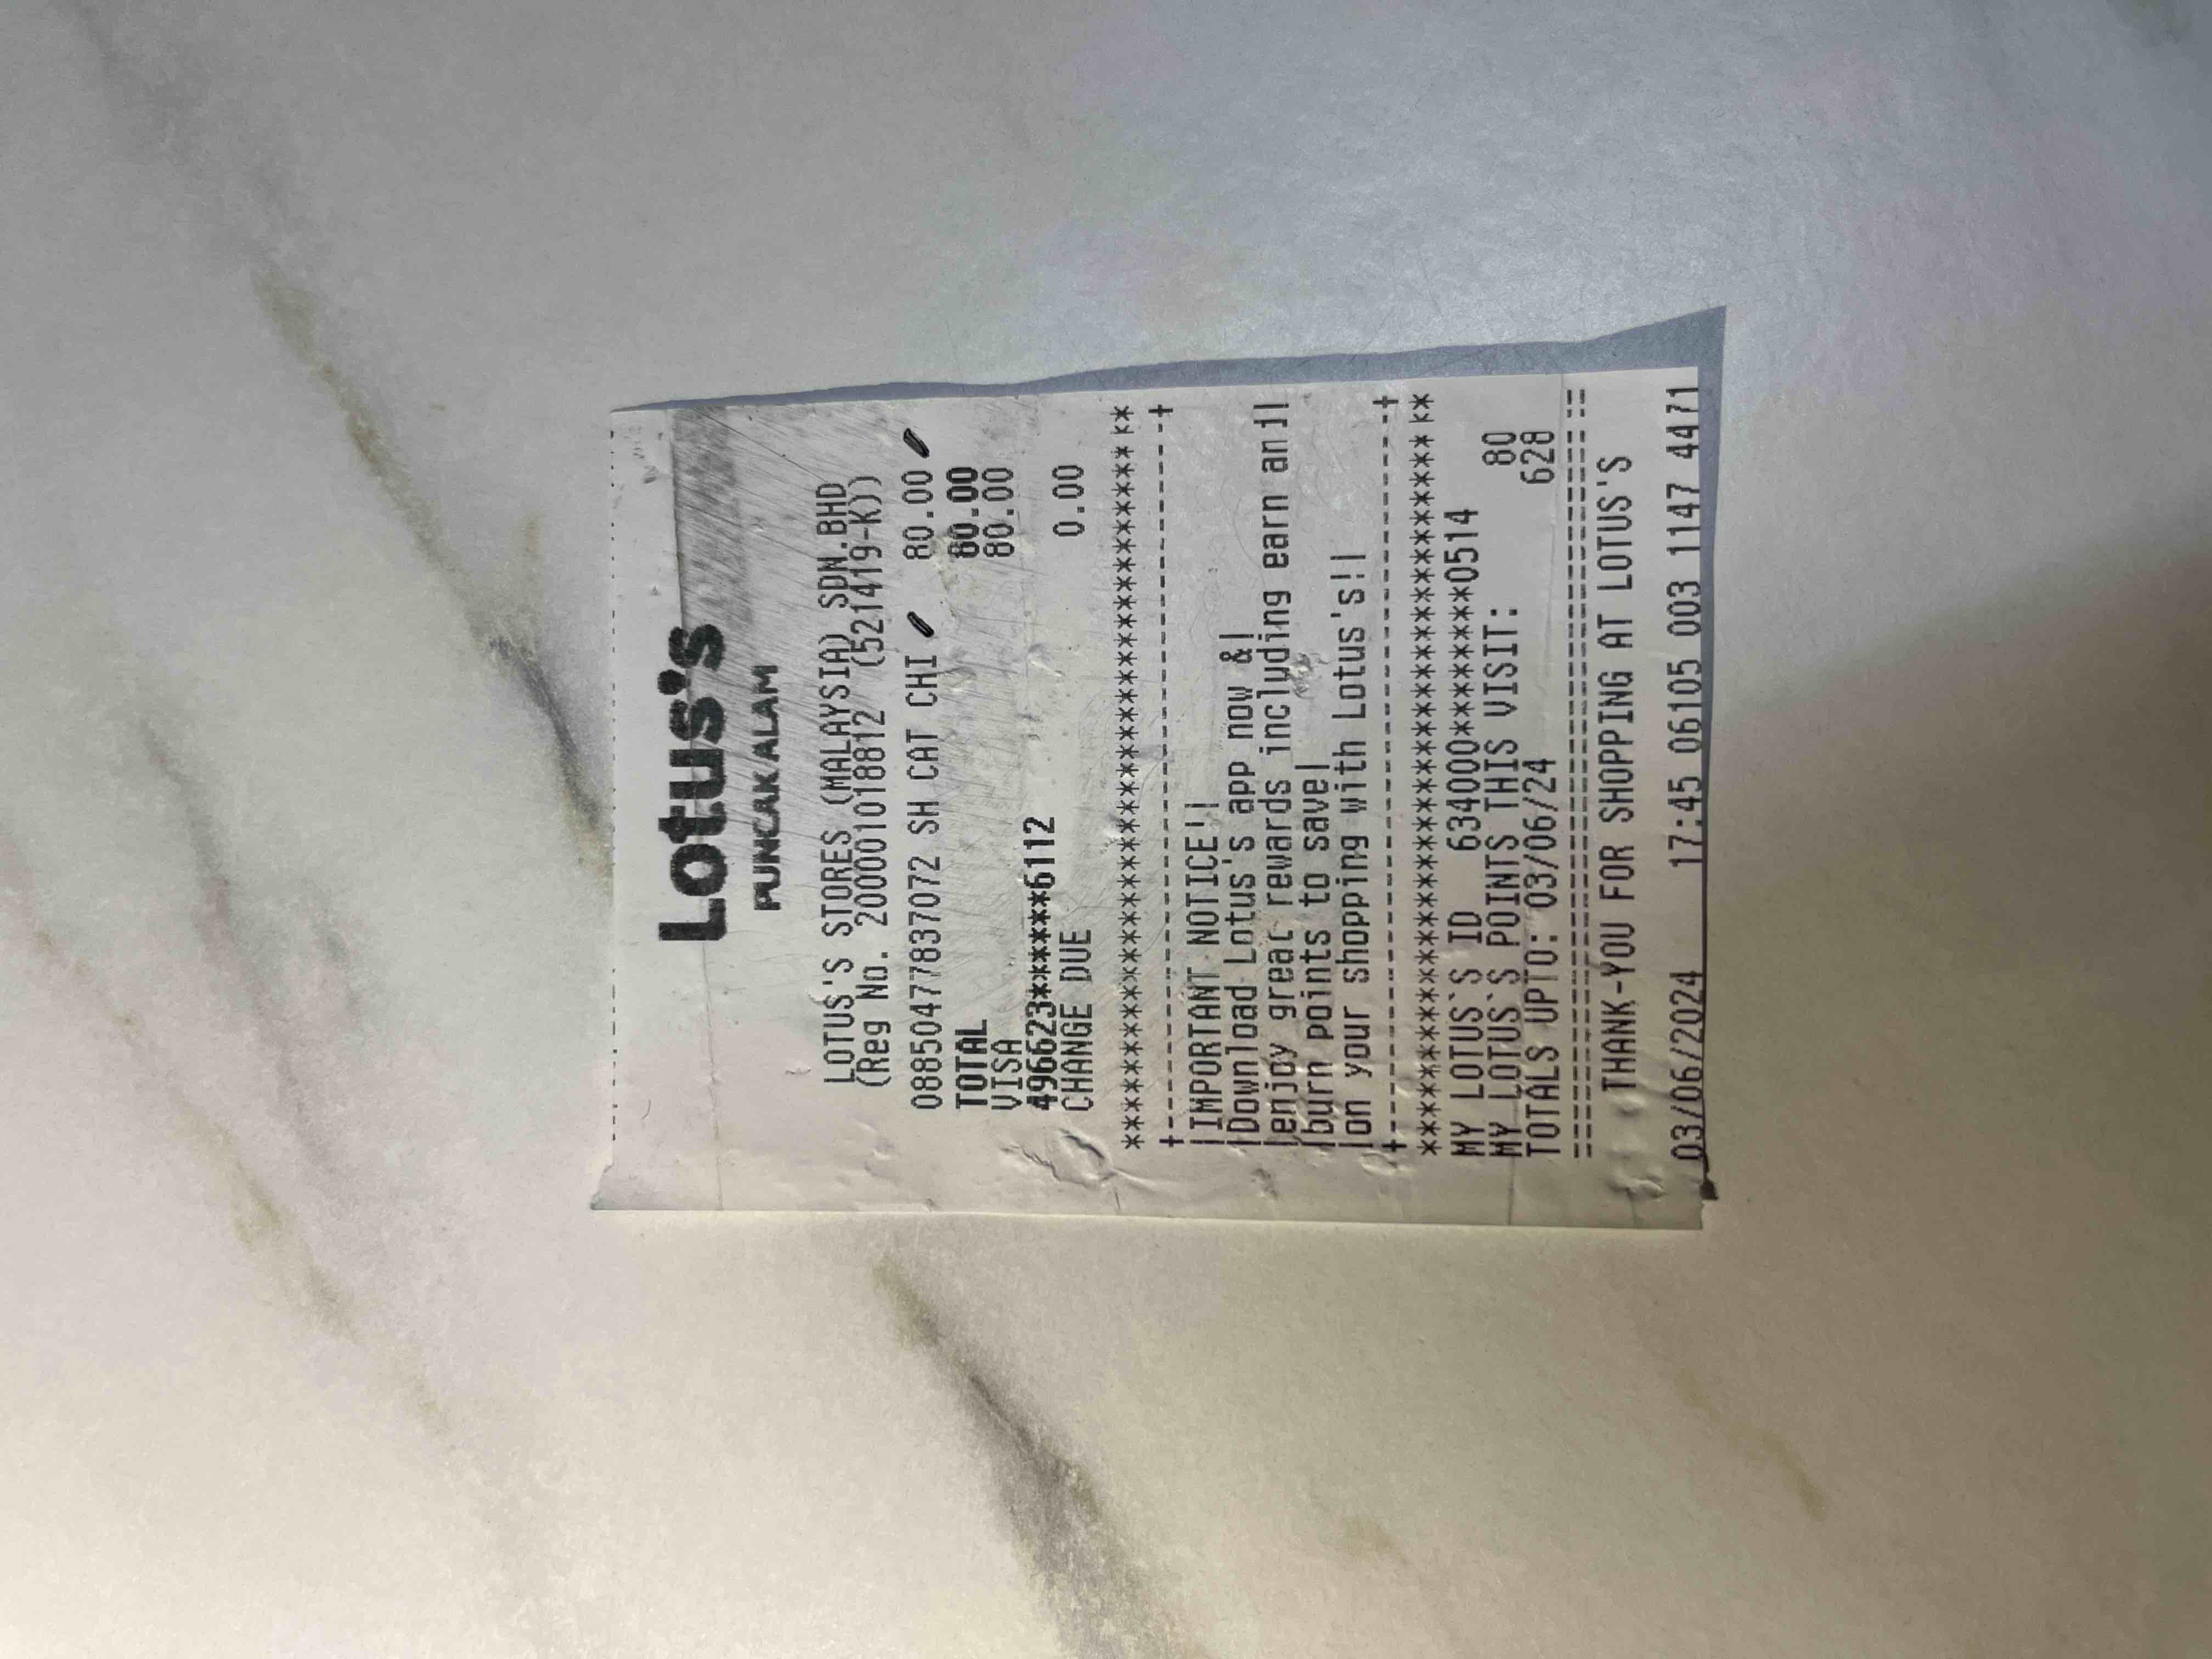 Lotus's
PUNCAK ALAM
LOTUS'S STORES (MALAYSIA) SDN.BHD
(Reg No. 200001018812 (521419-K))
08850477837072 SH CAT CHI 80.00
TOTAL 80.00
VISA 80.00
496623******6112
CHANGE DUE 0.00
****************************************
+--------------------------------------+
|IMPORTANT NOTICE!|
|Download Lotus's app now &|
|enjoy great rewards including earn an||
|burn points to save|
|on your shopping with Lotus's!|
+--------------------------------------+
****************************************
MY LOTUS`S ID 634000********0514
MY LOTUS`S POINTS THIS VISIT: 80
TOTALS UPTO: 03/06/24 628
========================================
THANK-YOU FOR SHOPPING AT LOTUS'S
03/06/2024 17:45 06105 003 1147 4471